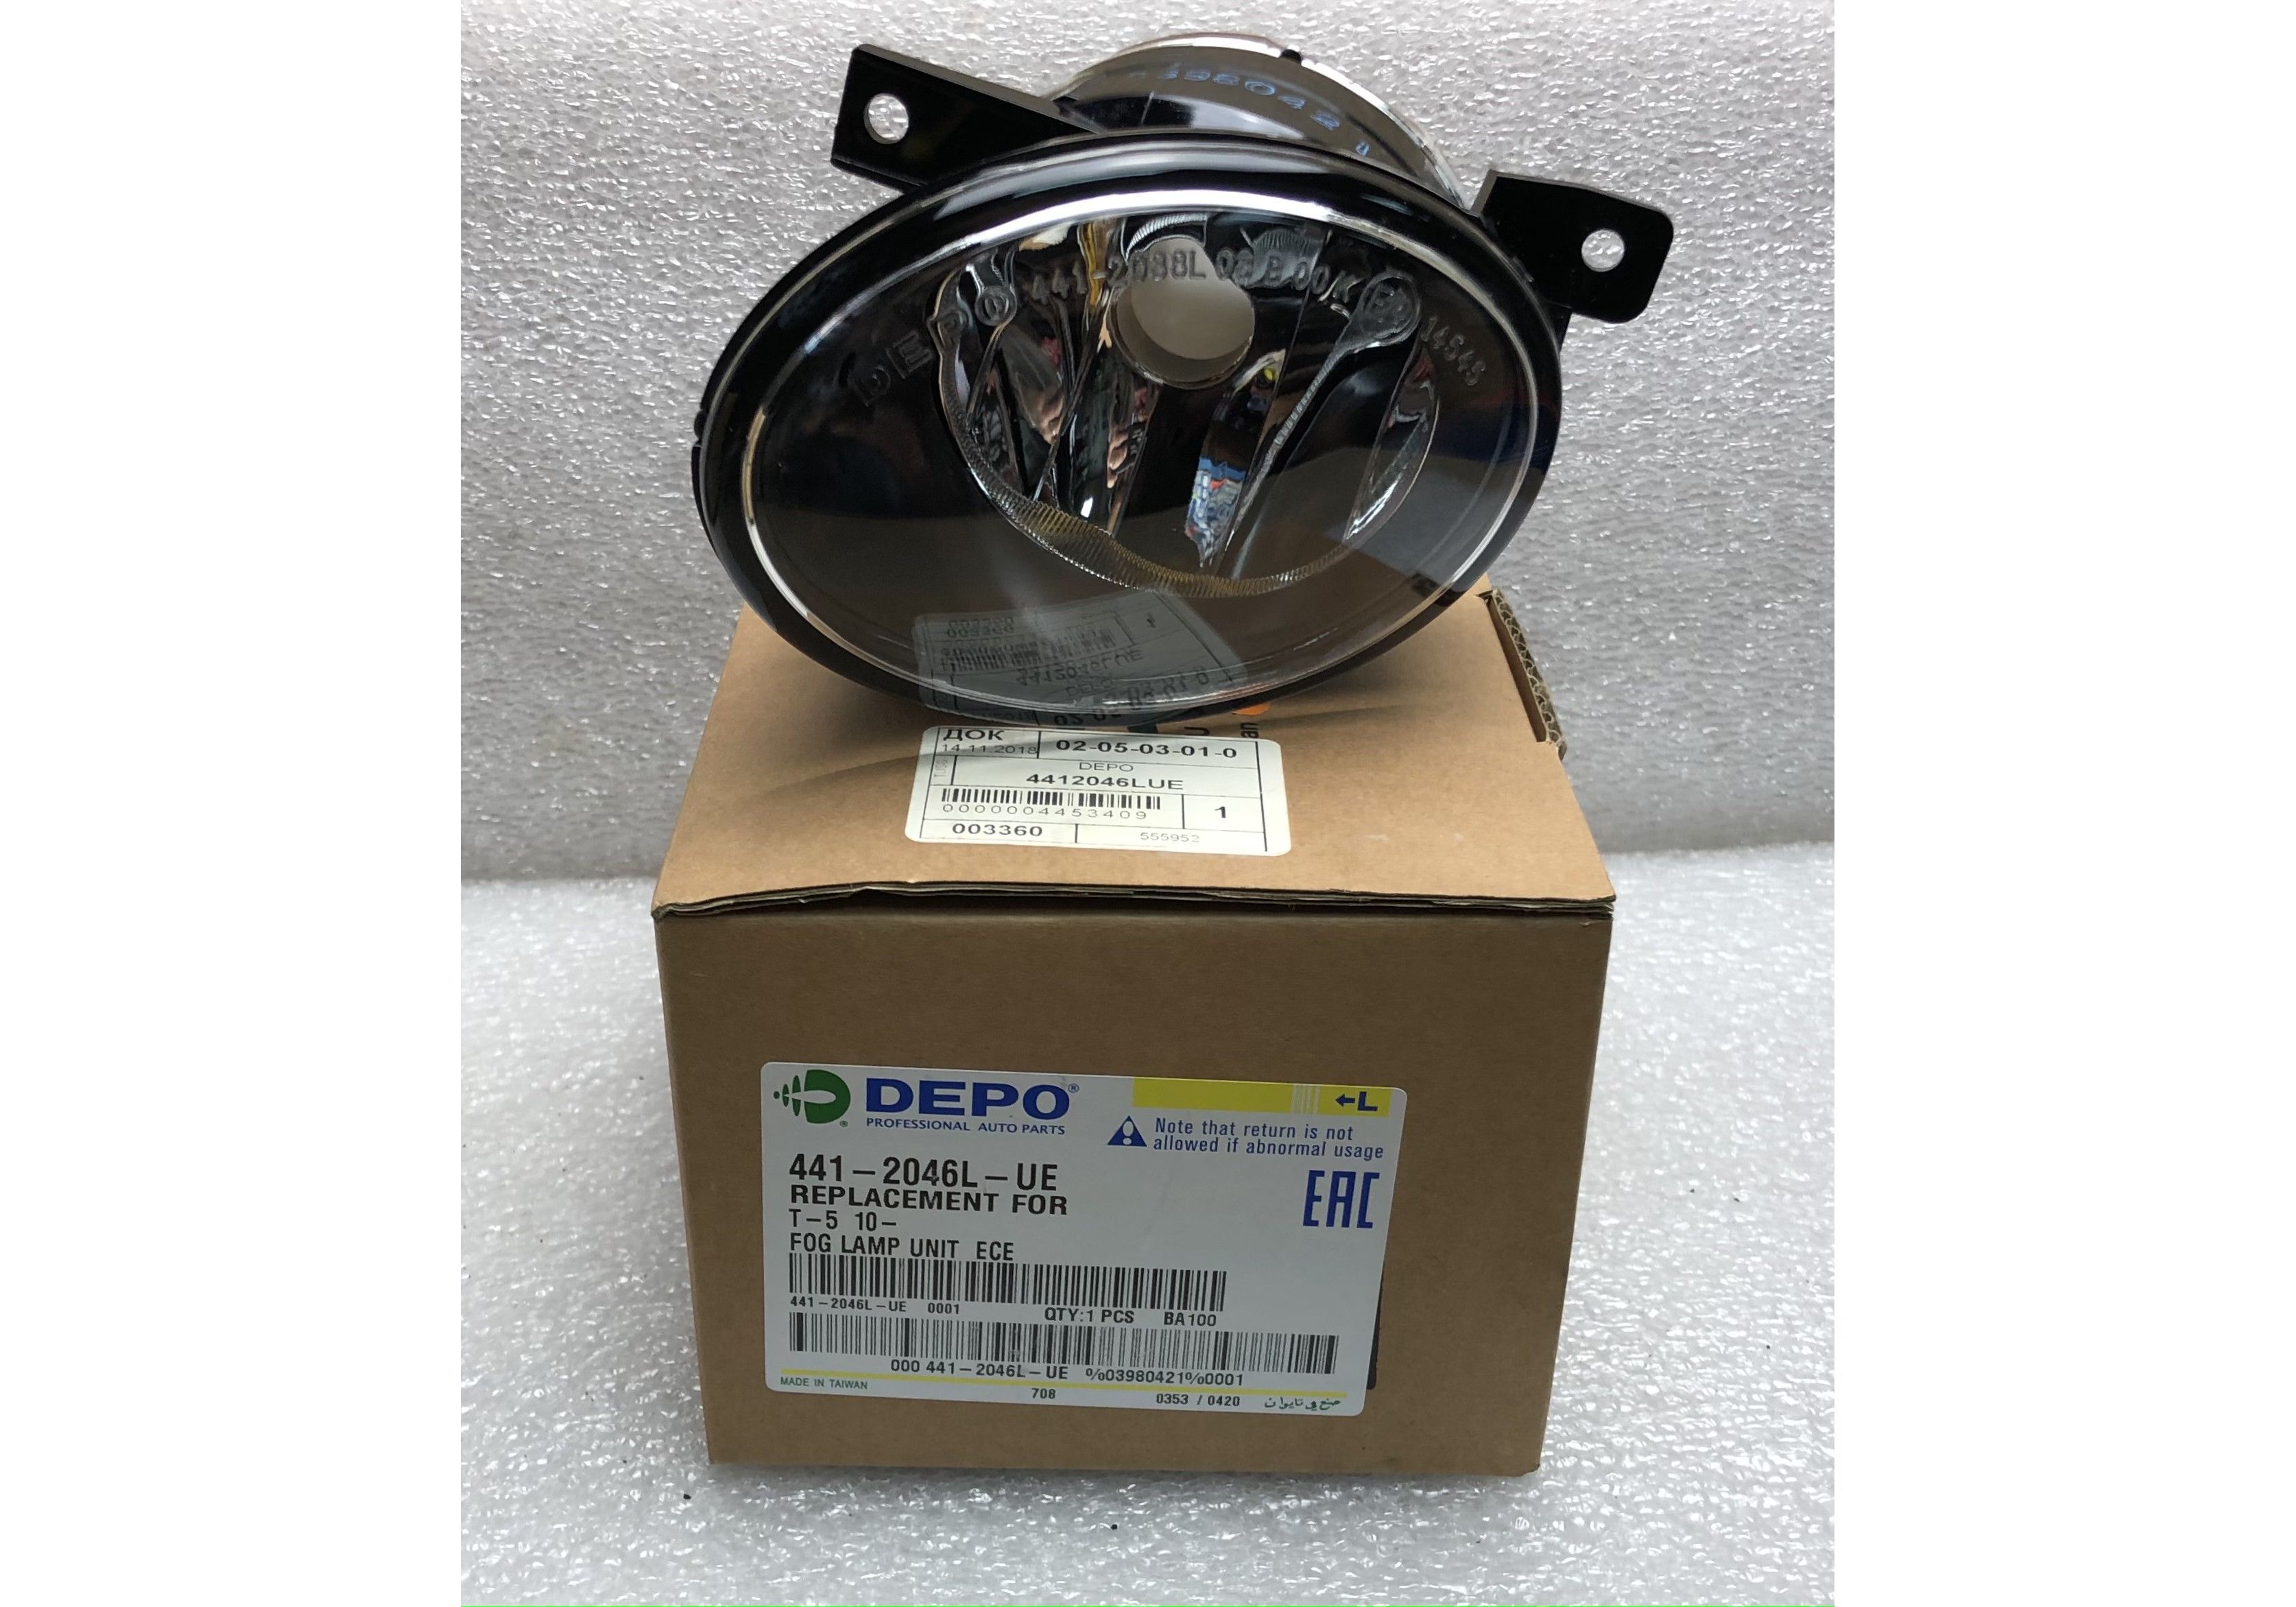 441-2038L
14545
ДОК
14.11.2018
02-05-03-01-0
DEPO
4412046LUE
0000004453409
1
003360
555952
DEPO®
PROFESSIONAL AUTO PARTS
←L
Note that return is not
allowed if abnormal usage
441-2046L-UE
REPLACEMENT FOR
T-5 10-
FOG LAMP UNIT ECE
EAC
441-2046L-UE 0001 QTY:1 PCS BA100
000 441-2046L-UE %03980421%0001
MADE IN TAIWAN 708 0353 / 0420 صنع في تايوان